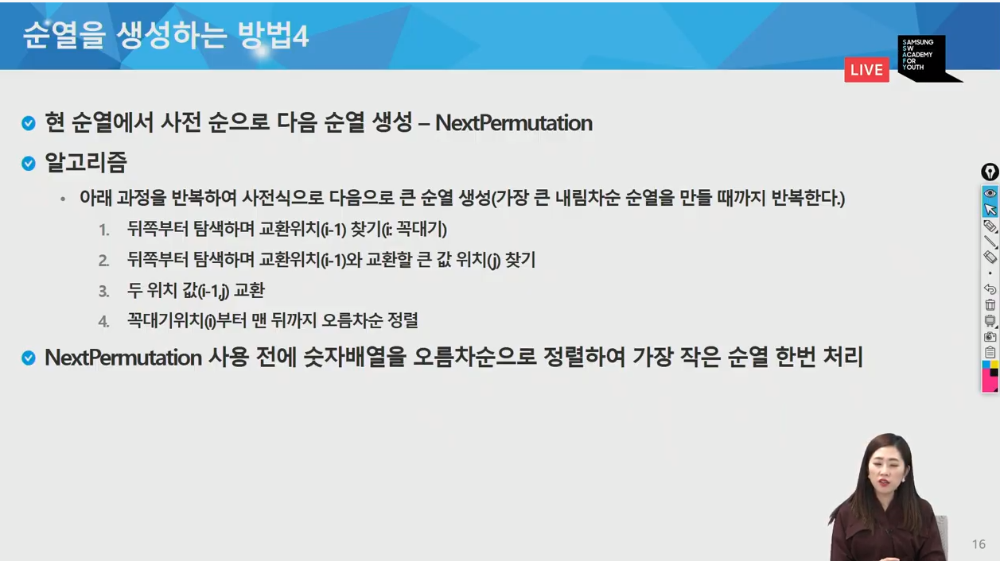 순열을 생성하는 방법4
LIVE
SAMSUNG
SW
ACADEMY
FOR
YOUTH
현 순열에서 사전 순으로 다음 순열 생성 – NextPermutation
알고리즘
• 아래 과정을 반복하여 사전식으로 다음으로 큰 순열 생성(가장 큰 내림차순 순열을 만들 때까지 반복한다.)
1. 뒤쪽부터 탐색하며 교환위치(i-1) 찾기(i: 꼭대기)
2. 뒤쪽부터 탐색하며 교환위치(i-1)와 교환할 큰 값 위치(j) 찾기
3. 두 위치 값(i-1,j) 교환
4. 꼭대기위치(i)부터 맨 뒤까지 오름차순 정렬
NextPermutation 사용 전에 숫자배열을 오름차순으로 정렬하여 가장 작은 순열 한번 처리
16